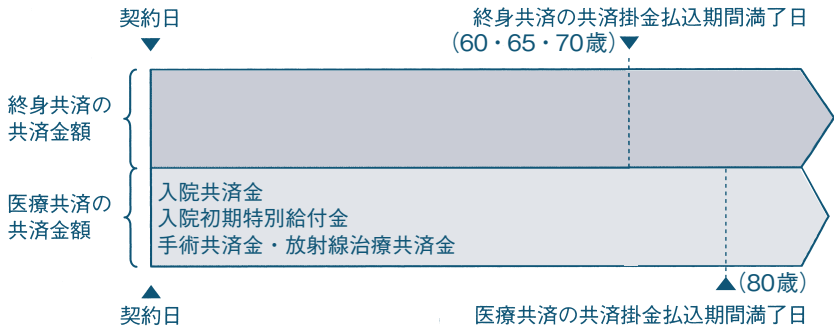 契約日
終身共済の共済掛金払込期間満了日
(60・65・70歳)
終身共済の
共済金額
医療共済の
共済金額
入院共済金
入院初期特別給付金
手術共済金・放射線治療共済金
(80歳)
契約日
医療共済の共済掛金払込期間満了日